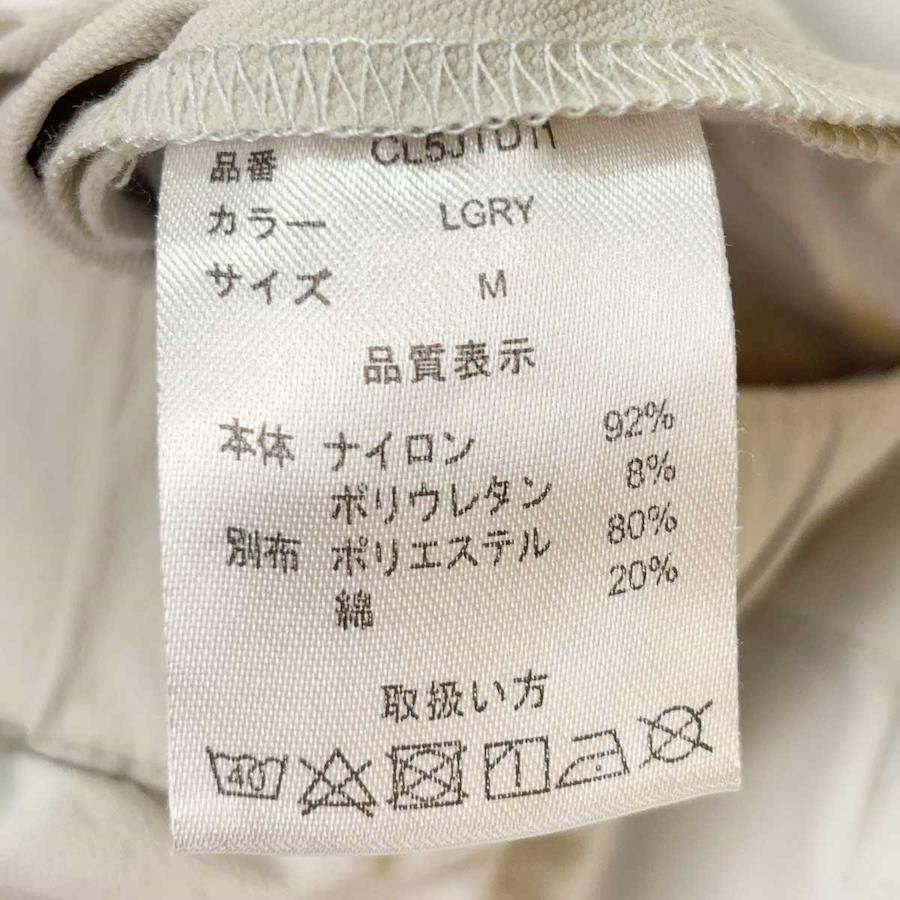 品番 CL5JTD11
カラー LGRY
サイズ M
品質表示
本体 ナイロン 92%
ポリウレタン 8%
別布 ポリエステル 80%
綿 20%
取扱い方
40